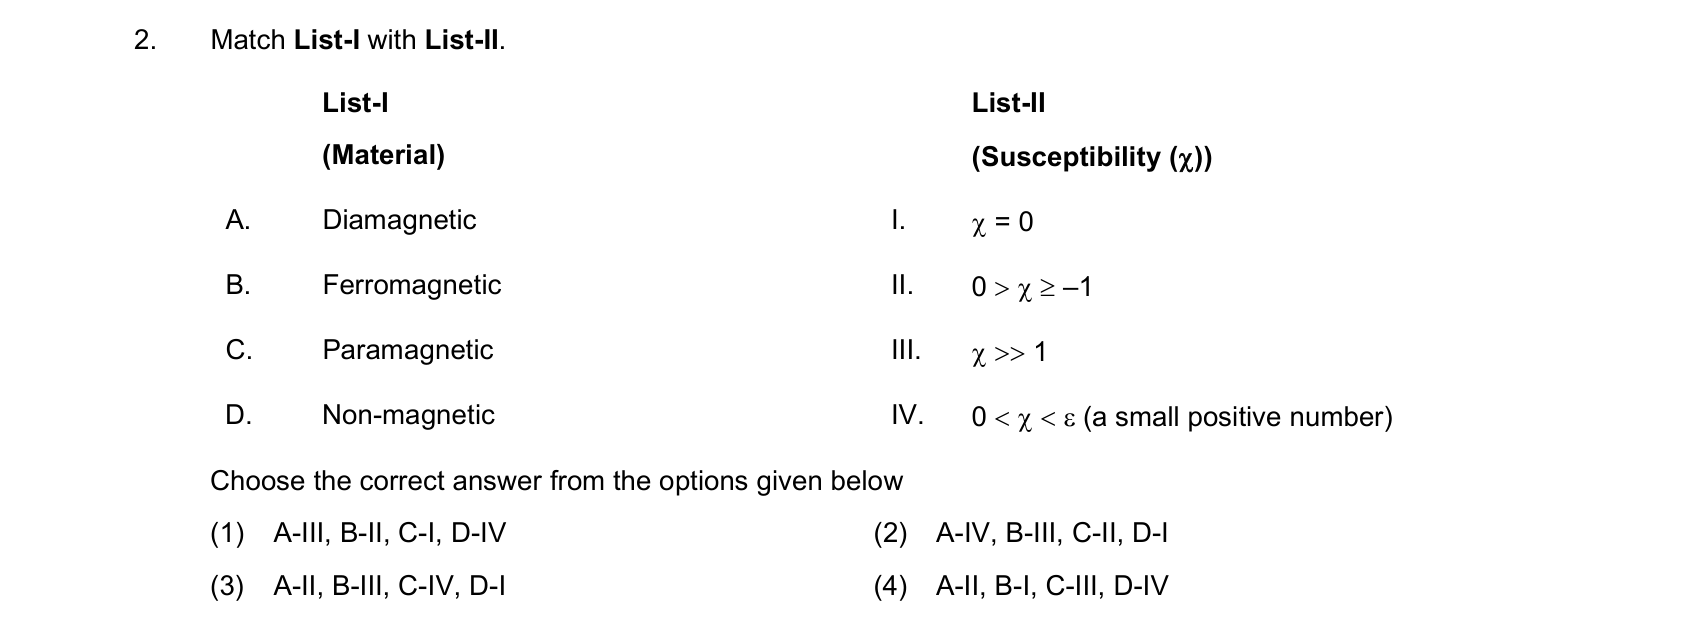 2. Match List-I with List-II.
List-I List-II
(Material) (Susceptibility (χ))
A. Diamagnetic I. χ = 0
B. Ferromagnetic II. 0 > χ ≥ –1
C. Paramagnetic III. χ >> 1
D. Non-magnetic IV. 0 < χ < ε (a small positive number)
Choose the correct answer from the options given below
(1) A-III, B-II, C-I, D-IV (2) A-IV, B-III, C-II, D-I
(3) A-II, B-III, C-IV, D-I (4) A-II, B-I, C-III, D-IV